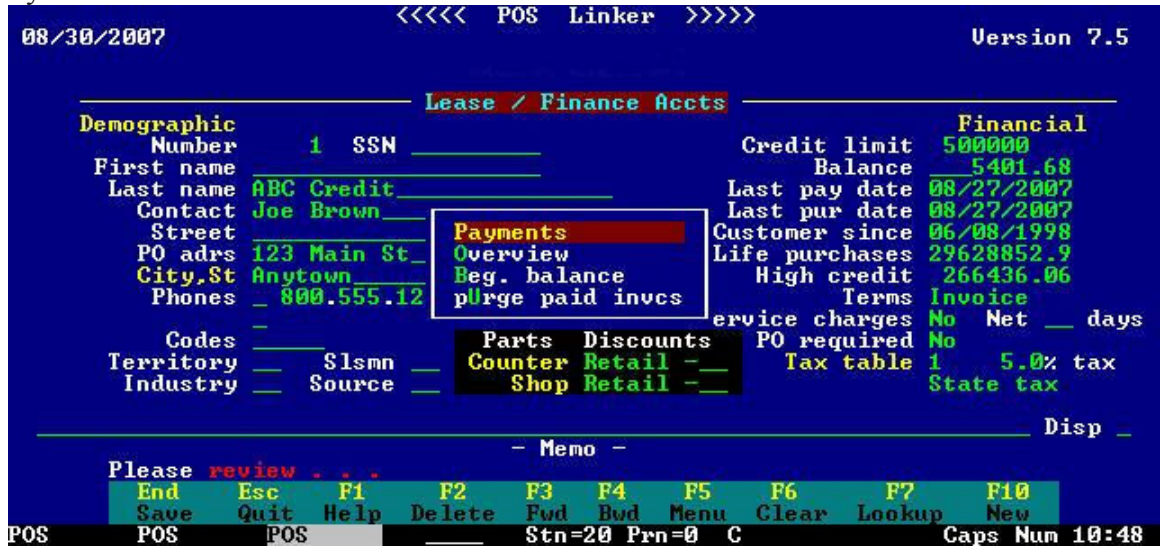 <<<<< POS Linker >>>>>
08/30/2007 Version 7.5
Lease / Finance Accts
Demographic Financial
Number 1 SSN Credit limit 500000
First name Balance 5401.68
Last name ABC Credit Last pay date 08/27/2007
Contact Joe Brown Last pur date 08/27/2007
Street Payments Customer since 06/08/1998
PO adrs 123 Main St Overview Life purchases 29628852.9
City,St Anytown Beg. balance High credit 266436.06
Phones 800.555.12 pUrge paid invcs Terms Invoice
ervice charges No Net days
Codes Parts Discounts PO required No
Territory Slsmn Counter Retail - Tax table 1 5.0% tax
Industry Source Shop Retail - State tax
Disp
- Memo -
Please review . . .
End Esc F1 F2 F3 F4 F5 F6 F7 F10
Save Quit Help Delete Fwd Bwd Menu Clear Lookup New
POS POS POS Stn=20 Prn=0 C Caps Num 10:48